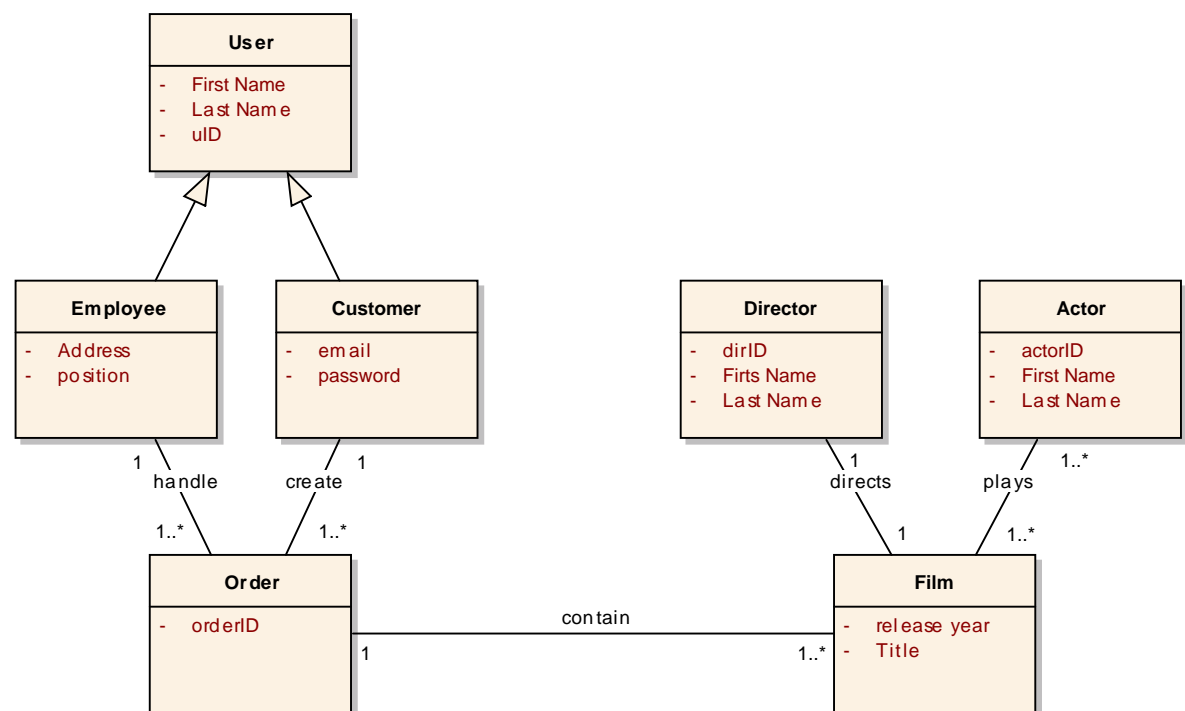 User
- First Name
- Last Name
- uID
Employee
- Address
- position
Customer
- email
- password
Director
- dirID
- Firts Name
- Last Name
Actor
- actorID
- First Name
- Last Name
1
handle
1..*
1
create
1..*
1
directs
1
1..*
plays
1..*
Order
- orderID
contain
1
1..*
Film
- release year
- Title